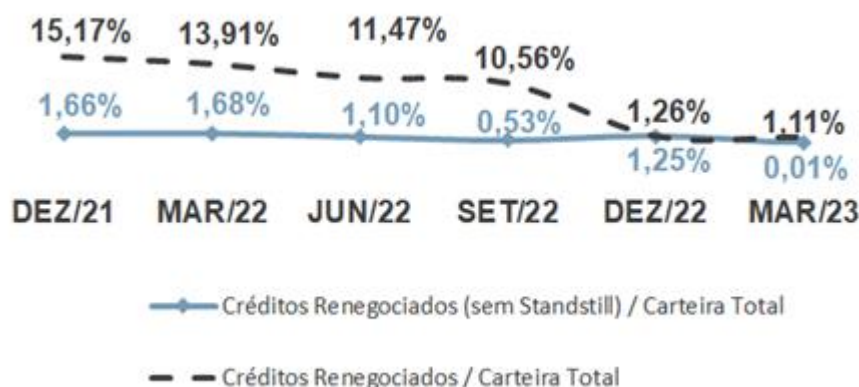 15,17% 13,91% 11,47% 10,56%
1,66% 1,68% 1,10% 0,53% 1,26% 1,11%
1,25% 0,01%
DEZ/21 MAR/22 JUN/22 SET/22 DEZ/22 MAR/23
Créditos Renegociados (sem Standstill) / Carteira Total
Créditos Renegociados / Carteira Total